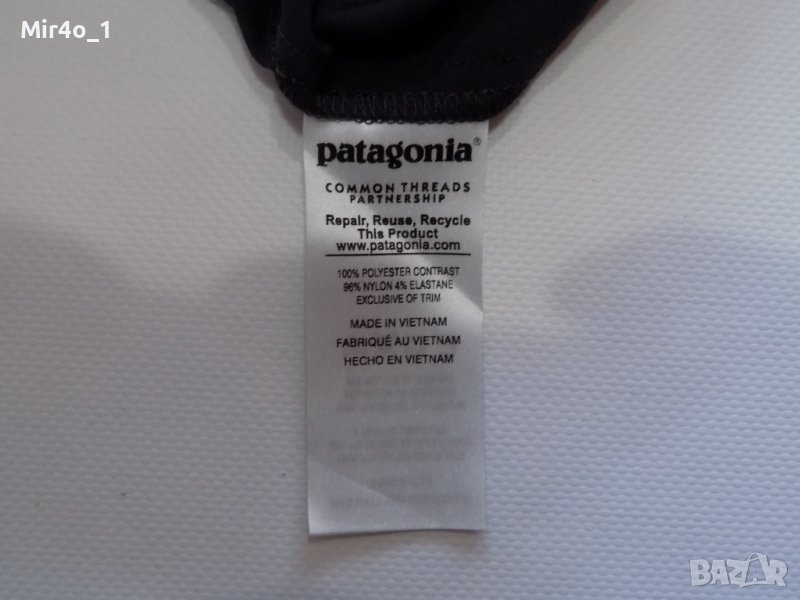 Mir4o_1
patagonia®
COMMON THREADS
PARTNERSHIP
Repair, Reuse, Recycle
This Product
www.patagonia.com
100% POLYESTER CONTRAST
96% NYLON 4% ELASTANE
EXCLUSIVE OF TRIM
MADE IN VIETNAM
FABRIQUÉ AU VIETNAM
HECHO EN VIETNAM
BAZAR